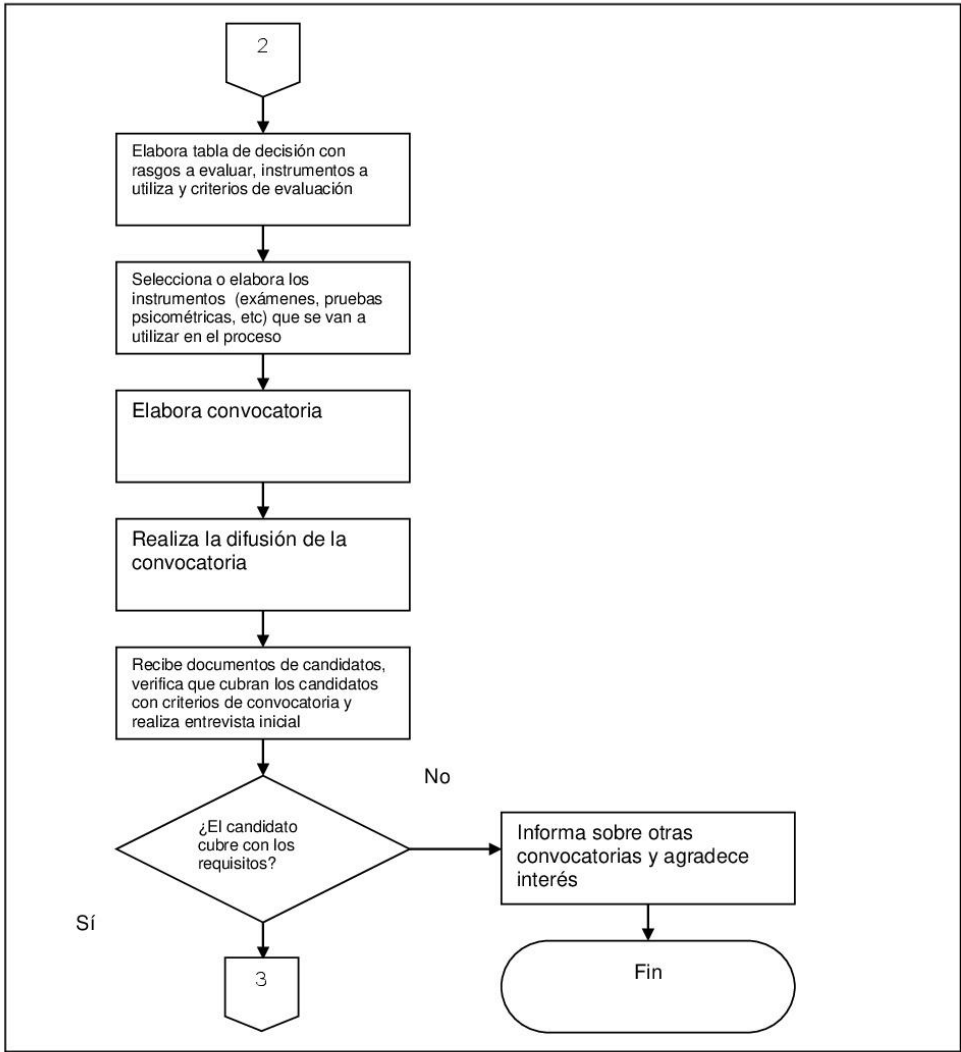 2
Elabora tabla de decisión con
rasgos a evaluar, instrumentos a
utiliza y criterios de evaluación
Selecciona o elabora los
instrumentos (exámenes, pruebas
psicométricas, etc) que se van a
utilizar en el proceso
Elabora convocatoria
Realiza la difusión de la
convocatoria
Recibe documentos de candidatos,
verifica que cubran los candidatos
con criterios de convocatoria y
realiza entrevista inicial
No
¿El candidato
cubre con los
requisitos?
Informa sobre otras
convocatorias y agradece
interés
Sí
3
Fin